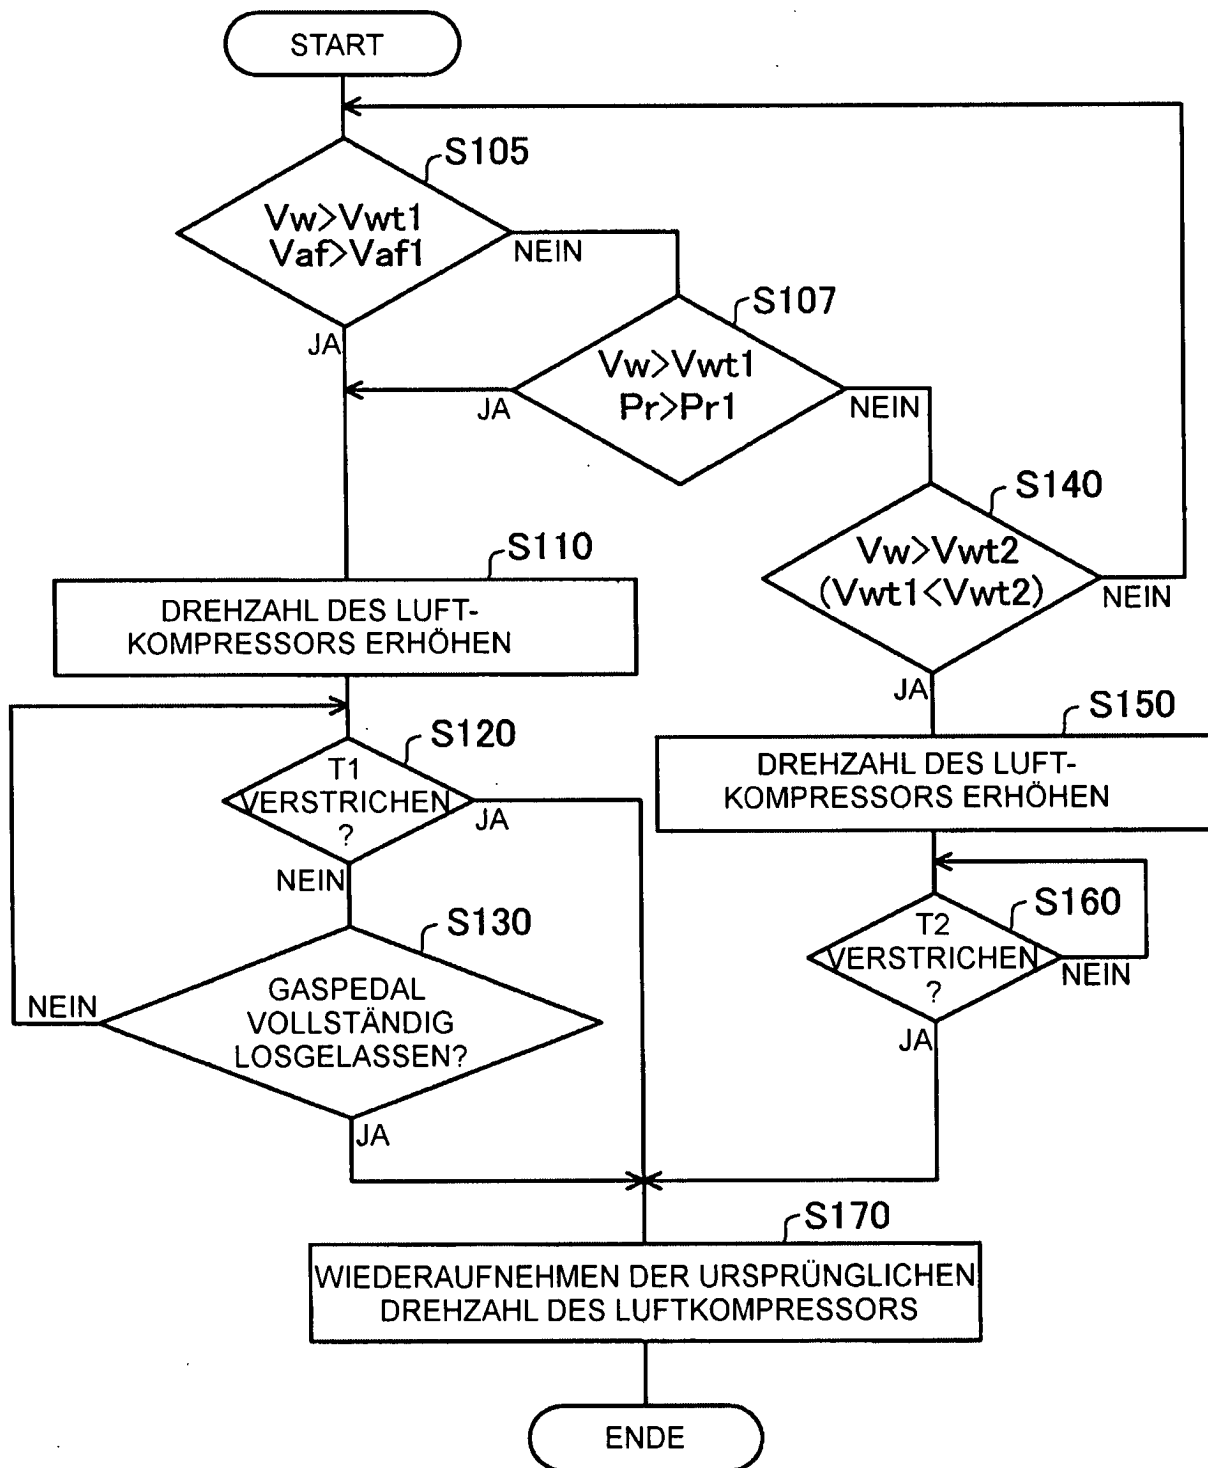 START
S105
Vw>Vwt1
Vaf>Vaf1
NEIN
JA
S107
Vw>Vwt1
Pr>Pr1
JA
NEIN
S140
Vw>Vwt2
(Vwt1<Vwt2)
NEIN
JA
S110
DREHZAHL DES LUFT-
KOMPRESSORS ERHÖHEN
S120
T1
VERSTRICHEN
?
JA
NEIN
S130
GASPEDAL
VOLLSTÄNDIG
LOSGELASSEN?
NEIN
JA
S150
DREHZAHL DES LUFT-
KOMPRESSORS ERHÖHEN
S160
T2
VERSTRICHEN
?
NEIN
JA
S170
WIEDERAUFNEHMEN DER URSPRÜNGLICHEN
DREHZAHL DES LUFTKOMPRESSORS
ENDE